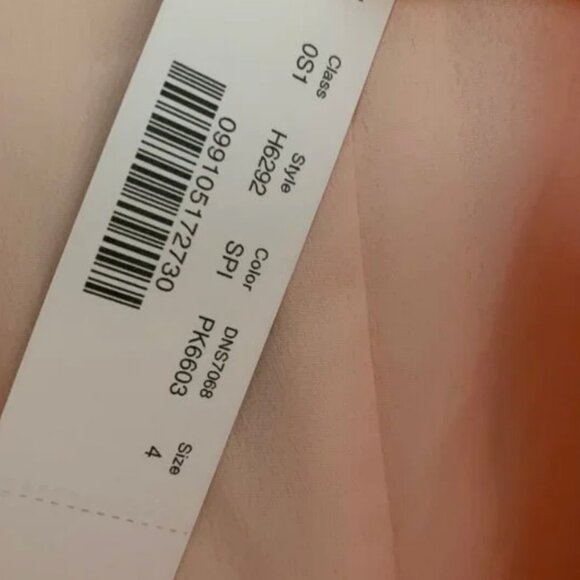 Class Style Color DNS7068 Size
0S1 H6292 SPI PK6603 4
099105172730